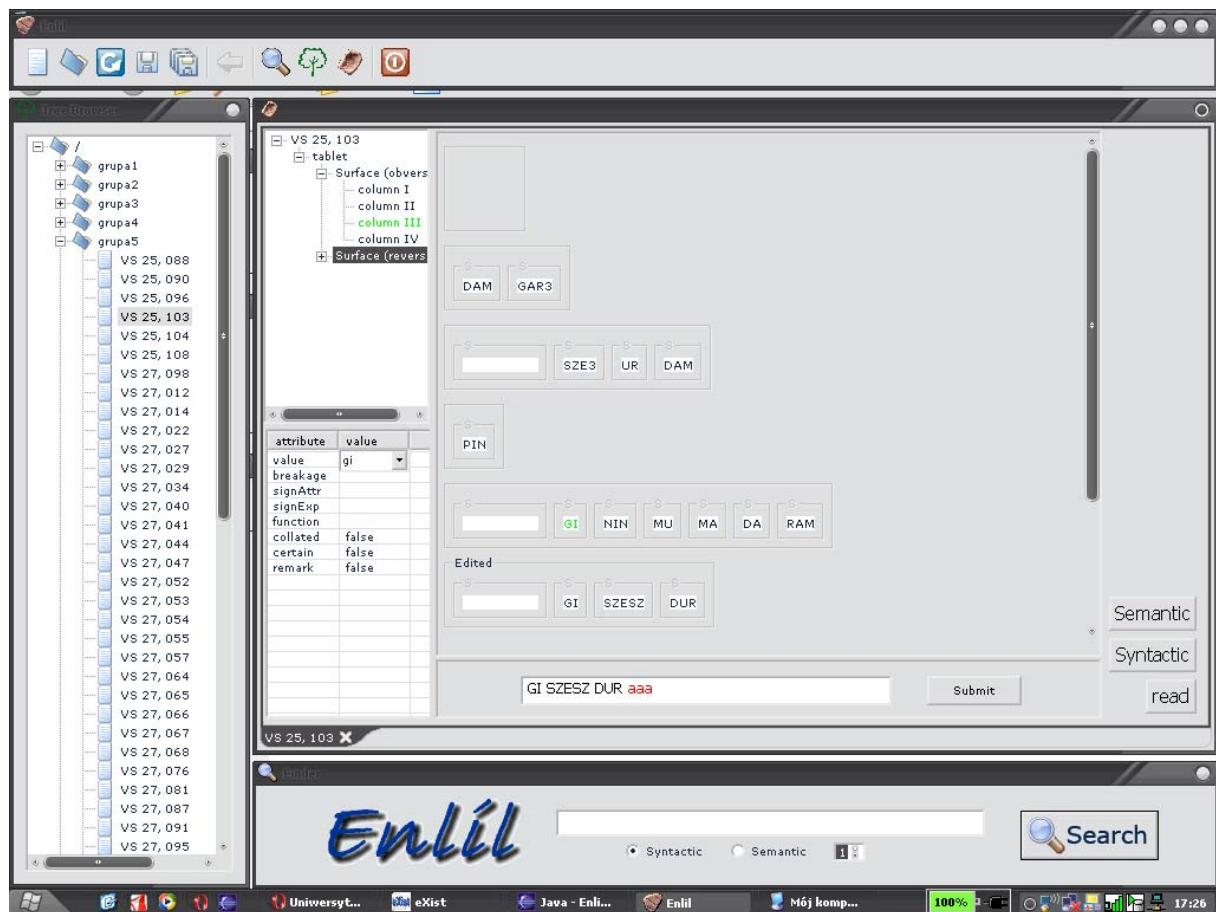 Enlil
Tree Browser
/
grupa1
grupa2
grupa3
grupa4
grupa5
VS 25, 088
VS 25, 090
VS 25, 096
VS 25, 103
VS 25, 104
VS 25, 108
VS 27, 098
VS 27, 012
VS 27, 014
VS 27, 022
VS 27, 027
VS 27, 029
VS 27, 034
VS 27, 040
VS 27, 041
VS 27, 044
VS 27, 047
VS 27, 052
VS 27, 053
VS 27, 054
VS 27, 055
VS 27, 057
VS 27, 064
VS 27, 065
VS 27, 066
VS 27, 067
VS 27, 068
VS 27, 076
VS 27, 081
VS 27, 087
VS 27, 091
VS 27, 095
VS 25, 103
tablet
Surface (obvers
column I
column II
column III
column IV
Surface (revers
attribute value
value gi
breakage
signAttr
signExp
function
collated false
certain false
remark false
S S
DAM GAR3
S S S S
SZE3 UR DAM
S
PIN
S S S S S S S
GI NIN MU MA DA RAM
Edited
S S S S
GI SZESZ DUR
GI SZESZ DUR aaa
Submit
Semantic
Syntactic
read
VS 25, 103
Finder
Enlíl
Syntactic Semantic 1
Search
Uniwersyt... eXist Java - Enli... Enlil Mój komp... 100% 17:26